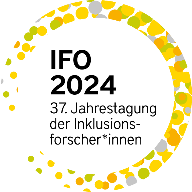 IFO
2024
37. Jahrestagung
der Inklusions-
forscher*innen